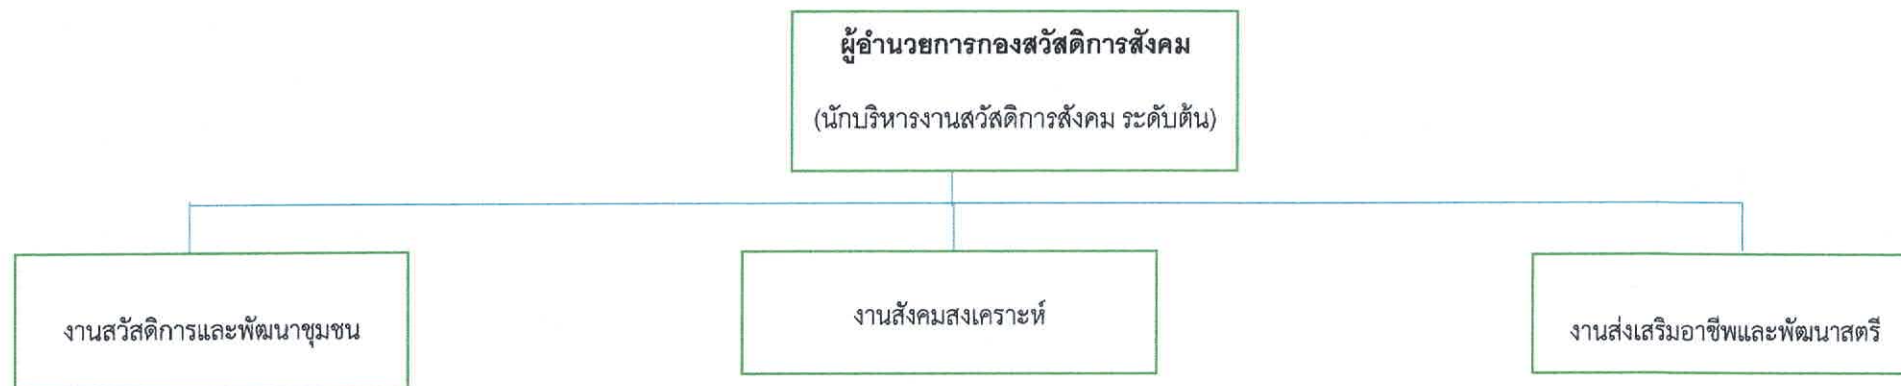 ผู้อำนวยการกองสวัสดิการสังคม
(นักบริหารงานสวัสดิการสังคม ระดับต้น)
งานสวัสดิการและพัฒนาชุมชน
งานสังคมสงเคราะห์
งานส่งเสริมอาชีพและพัฒนาสตรี